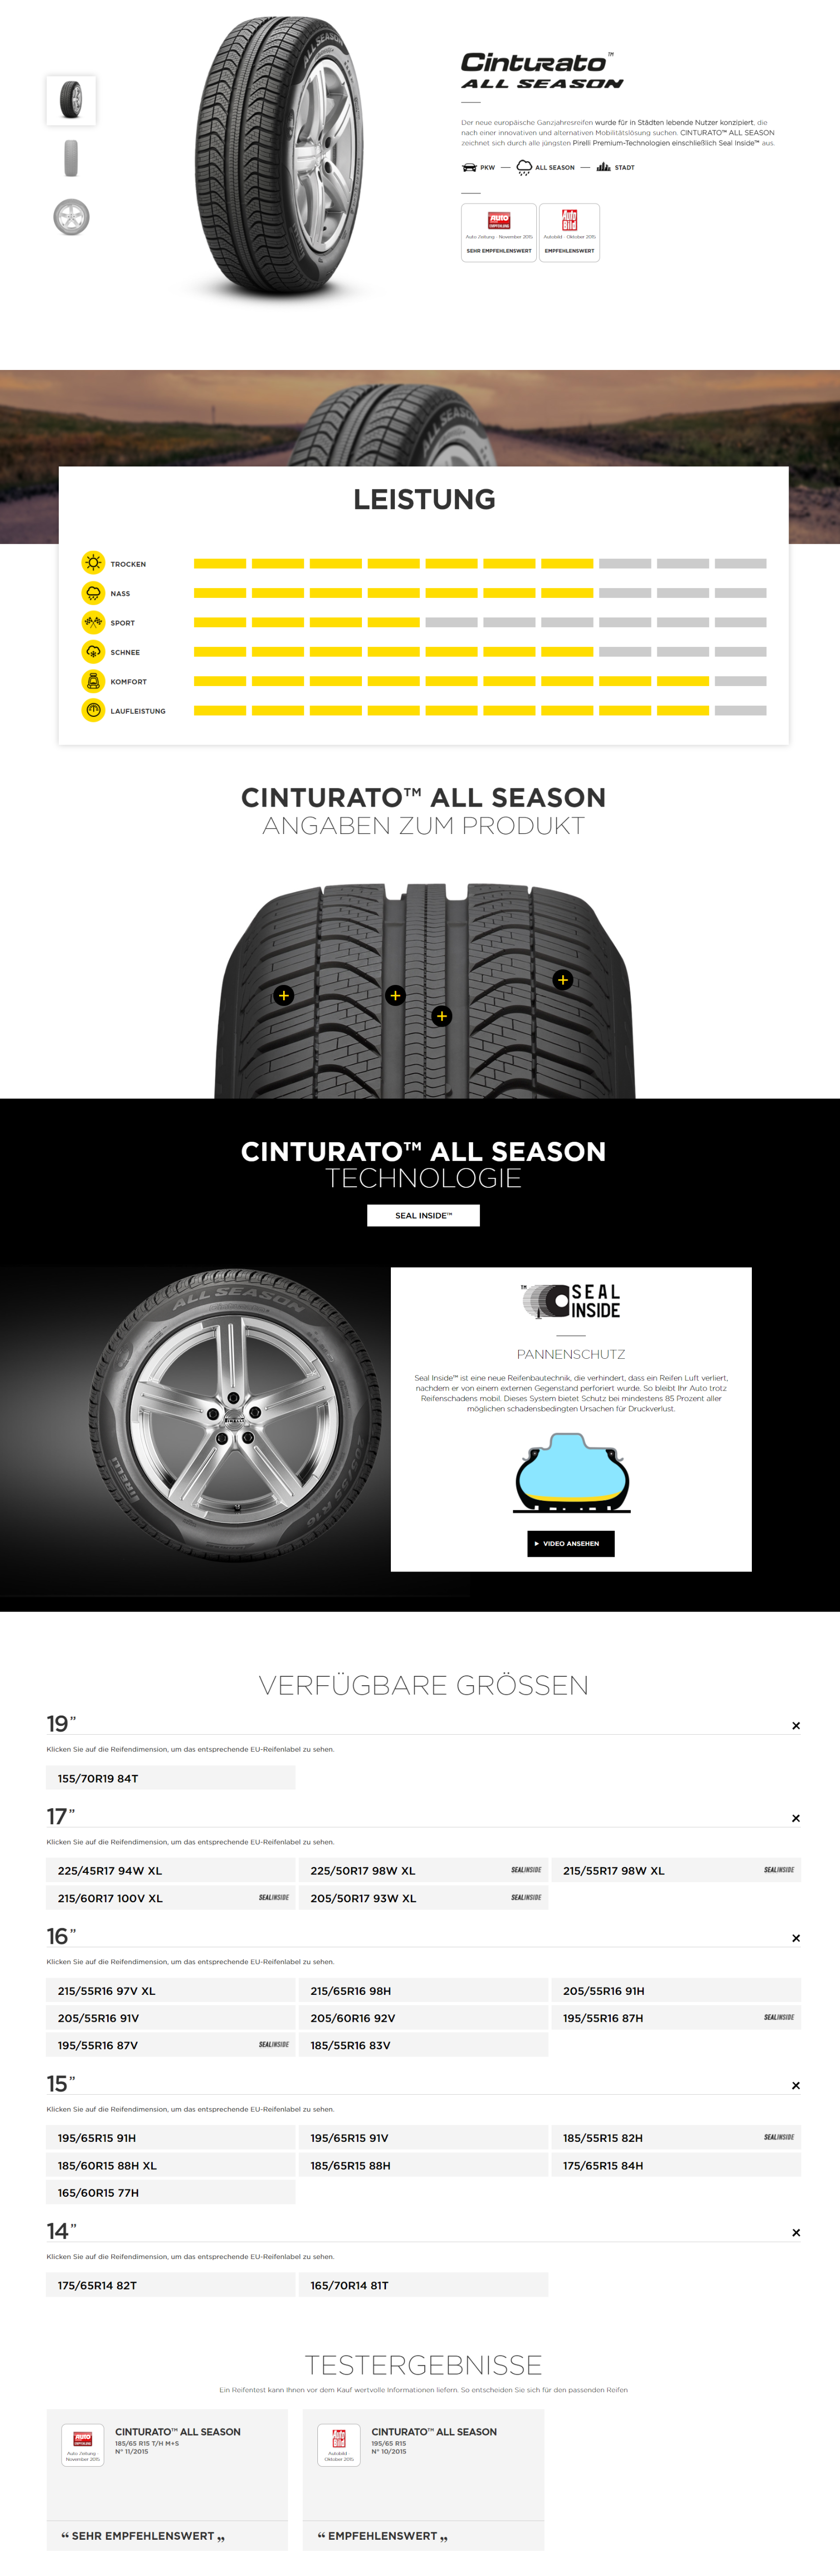 Cinturato™
ALL SEASON
Der neue europäische Ganzjahresreifen wurde für in Städten lebende Nutzer konzipiert, die
nach einer innovativen und alternativen Mobilitätslösung suchen. CINTURATO™ ALL SEASON
zeichnet sich durch alle jüngsten Pirelli Premium-Technologien einschließlich Seal Inside™ aus.
PKW — ALL SEASON — STADT
Auto Zeitung - November 2015
SEHR EMPFEHLENSWERT
Autobild - Oktober 2015
EMPFEHLENSWERT
LEISTUNG
TROCKEN
NASS
SPORT
SCHNEE
KOMFORT
LAUFLEISTUNG
CINTURATO™ ALL SEASON
ANGABEN ZUM PRODUKT
CINTURATO™ ALL SEASON
TECHNOLOGIE
SEAL INSIDE™
ALL SEASON
PIRELLI
™ SEAL
INSIDE
PANNENSCHUTZ
Seal Inside™ ist eine neue Reifenbautechnik, die verhindert, dass ein Reifen Luft verliert,
nachdem er von einem externen Gegenstand perforiert wurde. So bleibt Ihr Auto trotz
Reifenschadens mobil. Dieses System bietet Schutz bei mindestens 85 Prozent aller
möglichen schadensbedingten Ursachen für Druckverlust.
VIDEO ANSEHEN
VERFÜGBARE GRÖSSEN
19”
Klicken Sie auf die Reifendimension, um das entsprechende EU-Reifenlabel zu sehen.
155/70R19 84T
17”
Klicken Sie auf die Reifendimension, um das entsprechende EU-Reifenlabel zu sehen.
225/45R17 94W XL
225/50R17 98W XL SEALINSIDE
215/55R17 98W XL SEALINSIDE
215/60R17 100V XL SEALINSIDE
205/50R17 93W XL SEALINSIDE
16”
Klicken Sie auf die Reifendimension, um das entsprechende EU-Reifenlabel zu sehen.
215/55R16 97V XL
215/65R16 98H
205/55R16 91H
205/55R16 91V
205/60R16 92V
195/55R16 87H SEALINSIDE
195/55R16 87V SEALINSIDE
185/55R16 83V
15”
Klicken Sie auf die Reifendimension, um das entsprechende EU-Reifenlabel zu sehen.
195/65R15 91H
195/65R15 91V
185/55R15 82H SEALINSIDE
185/60R15 88H XL
185/65R15 88H
175/65R15 84H
165/60R15 77H
14”
Klicken Sie auf die Reifendimension, um das entsprechende EU-Reifenlabel zu sehen.
175/65R14 82T
165/70R14 81T
TESTERGEBNISSE
Ein Reifentest kann Ihnen vor dem Kauf wertvolle Informationen liefern. So entscheiden Sie sich für den passenden Reifen
Auto Zeitung -
November 2015
CINTURATO™ ALL SEASON
185/65 R15 T/H M+S
N° 11/2015
“ SEHR EMPFEHLENSWERT „
Auto Bild
Autobild -
Oktober 2015
CINTURATO™ ALL SEASON
195/65 R15
N° 10/2015
“ EMPFEHLENSWERT „